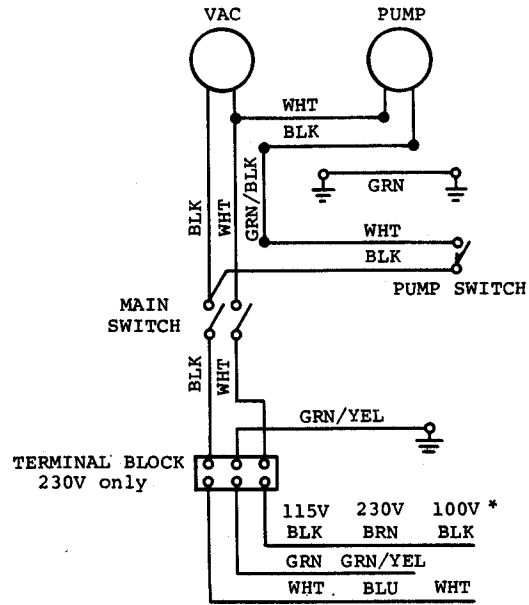 VAC
PUMP
WHT
BLK
GRN/BLK
GRN
BLK
WHT
WHT
BLK
PUMP SWITCH
MAIN
SWITCH
BLK
WHT
GRN/YEL
TERMINAL BLOCK
230V only
115V 230V 100V *
BLK BRN BLK
GRN GRN/YEL
WHT BLU WHT